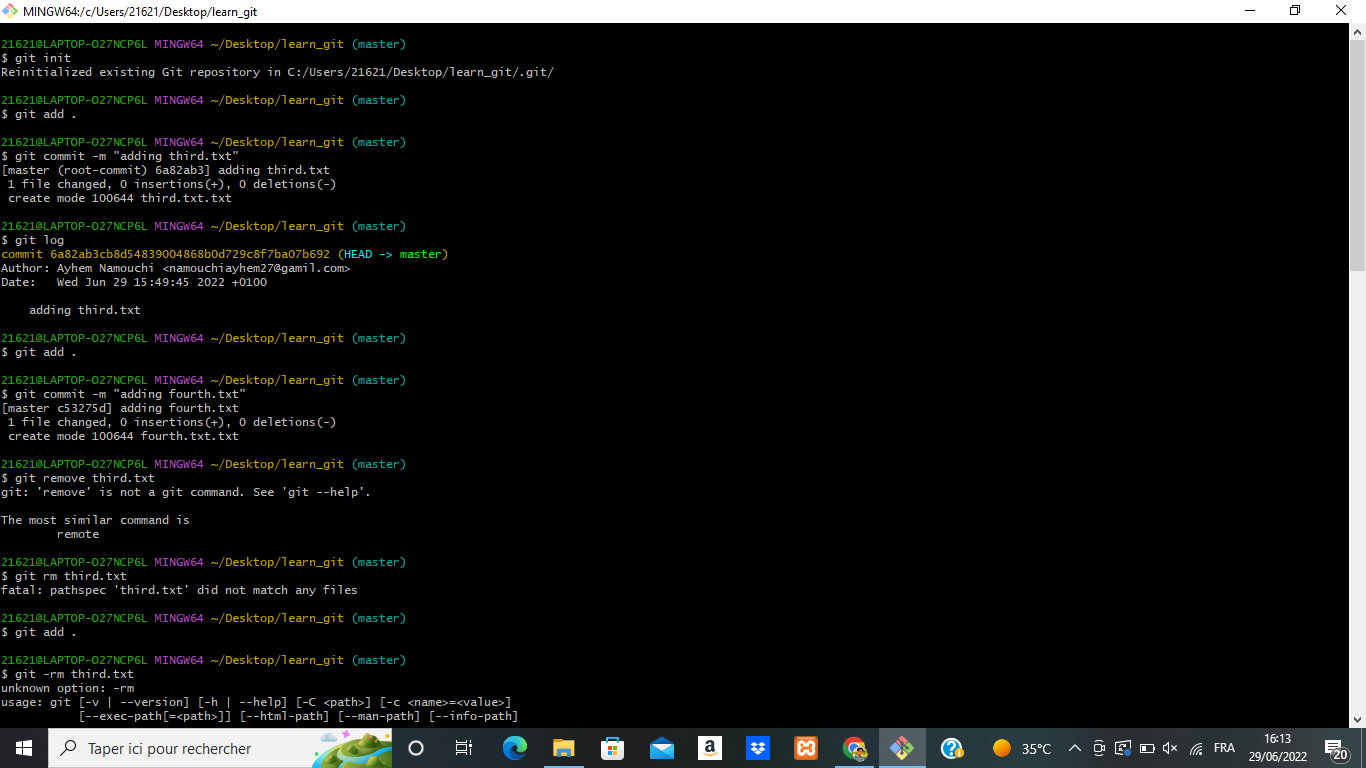 MINGW64:/c/Users/21621/Desktop/learn_git
21621@LAPTOP-O27NCP6L MINGW64 ~/Desktop/learn_git (master)
$ git init
Reinitialized existing Git repository in C:/Users/21621/Desktop/learn_git/.git/
21621@LAPTOP-O27NCP6L MINGW64 ~/Desktop/learn_git (master)
$ git add .
21621@LAPTOP-O27NCP6L MINGW64 ~/Desktop/learn_git (master)
$ git commit -m "adding third.txt"
[master (root-commit) 6a82ab3] adding third.txt
 1 file changed, 0 insertions(+), 0 deletions(-)
 create mode 100644 third.txt.txt
21621@LAPTOP-O27NCP6L MINGW64 ~/Desktop/learn_git (master)
$ git log
commit 6a82ab3cb8d54839004868b0d729c8f7ba07b692 (HEAD -> master)
Author: Ayhem Namouchi <namouchiayhem27@gamil.com>
Date:   Wed Jun 29 15:49:45 2022 +0100
    adding third.txt
21621@LAPTOP-O27NCP6L MINGW64 ~/Desktop/learn_git (master)
$ git add .
21621@LAPTOP-O27NCP6L MINGW64 ~/Desktop/learn_git (master)
$ git commit -m "adding fourth.txt"
[master c53275d] adding fourth.txt
 1 file changed, 0 insertions(+), 0 deletions(-)
 create mode 100644 fourth.txt.txt
21621@LAPTOP-O27NCP6L MINGW64 ~/Desktop/learn_git (master)
$ git remove third.txt
git: 'remove' is not a git command. See 'git --help'.
The most similar command is
        remote
21621@LAPTOP-O27NCP6L MINGW64 ~/Desktop/learn_git (master)
$ git rm third.txt
fatal: pathspec 'third.txt' did not match any files
21621@LAPTOP-O27NCP6L MINGW64 ~/Desktop/learn_git (master)
$ git add .
21621@LAPTOP-O27NCP6L MINGW64 ~/Desktop/learn_git (master)
$ git -rm third.txt
unknown option: -rm
usage: git [-v | --version] [-h | --help] [-C <path>] [-c <name>=<value>]
           [--exec-path[=<path>]] [--html-path] [--man-path] [--info-path]
Taper ici pour rechercher
a
35°C
FRA
16:13
29/06/2022
20